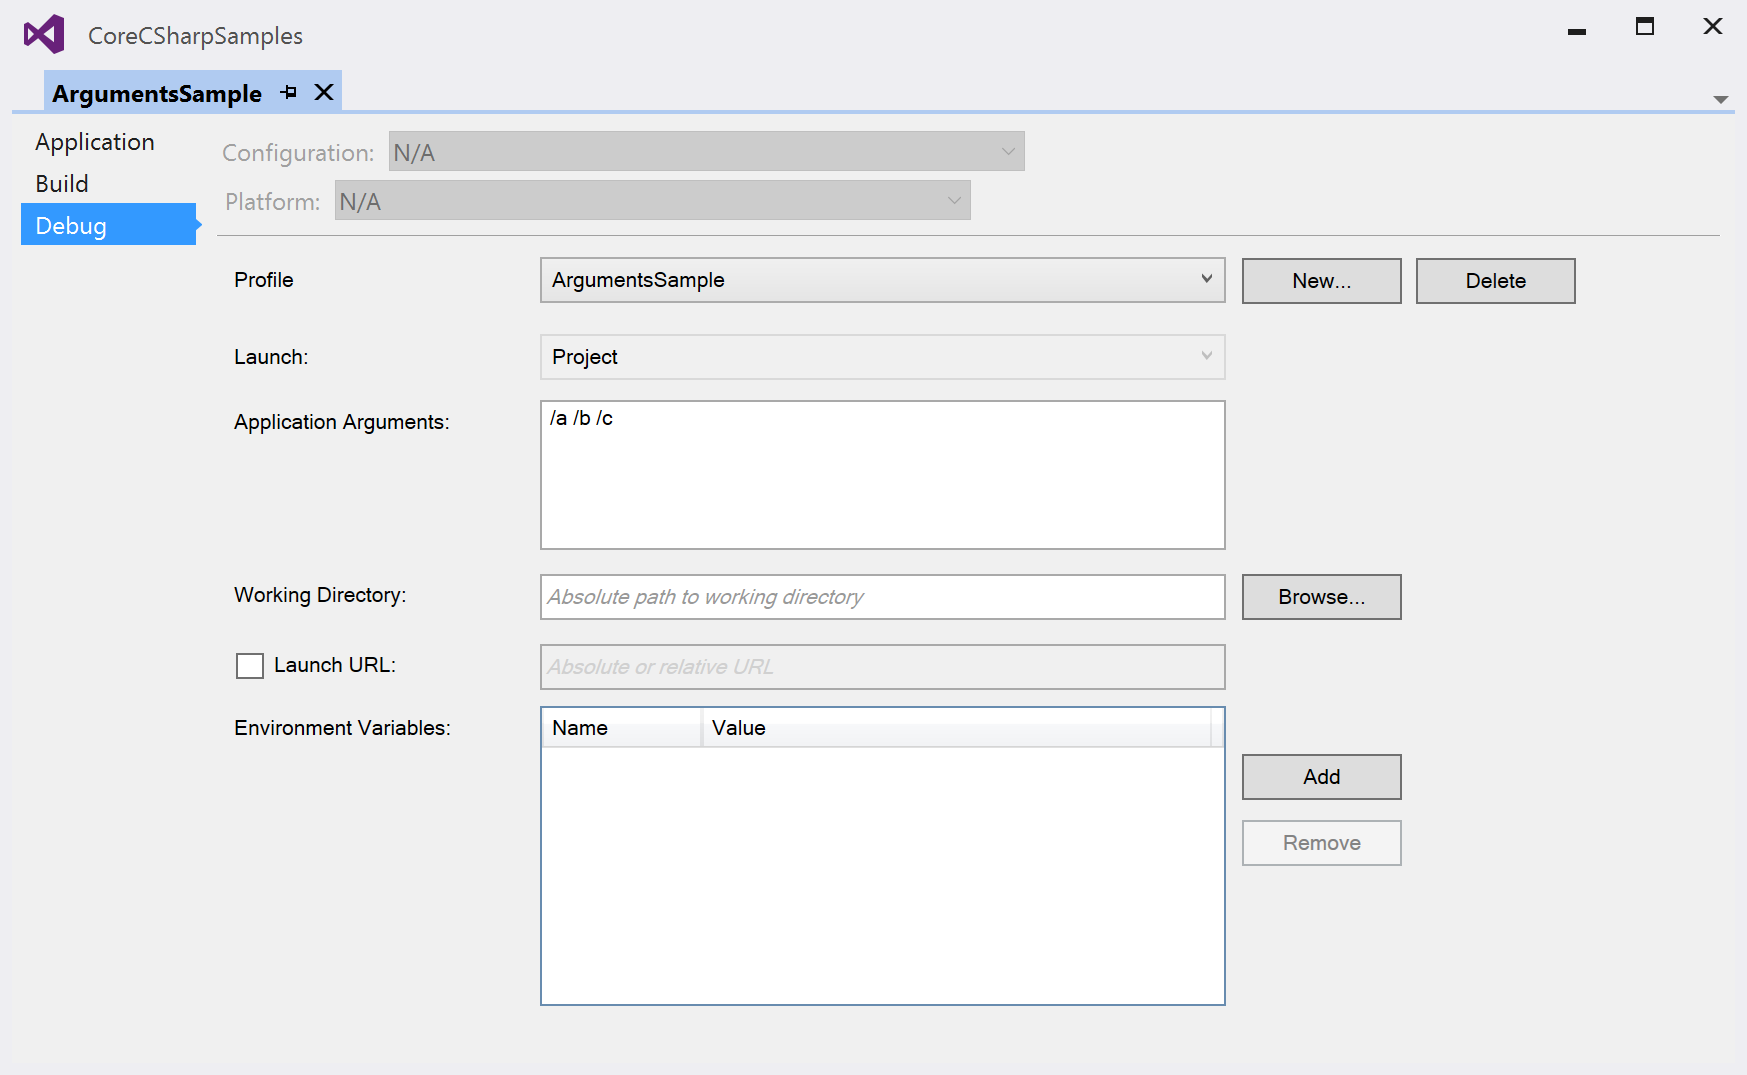 CoreCSharpSamples
ArgumentsSample
Application
Build
Debug
Configuration: N/A
Platform: N/A
Profile ArgumentsSample New... Delete
Launch: Project
Application Arguments: /a /b /c
Working Directory: Absolute path to working directory Browse...
Launch URL: Absolute or relative URL
Environment Variables: Name Value
Add
Remove